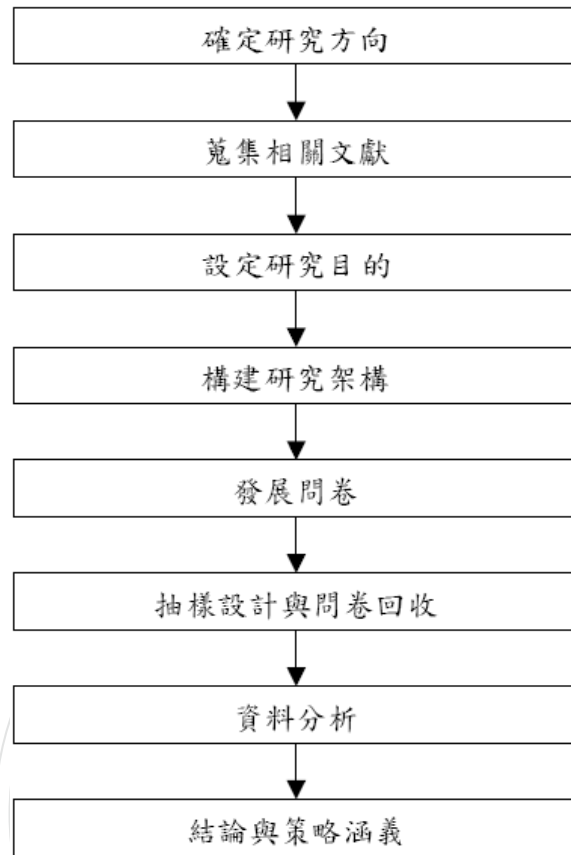 確定研究方向
蒐集相關文獻
設定研究目的
構建研究架構
發展問卷
抽樣設計與問卷回收
資料分析
結論與策略涵義